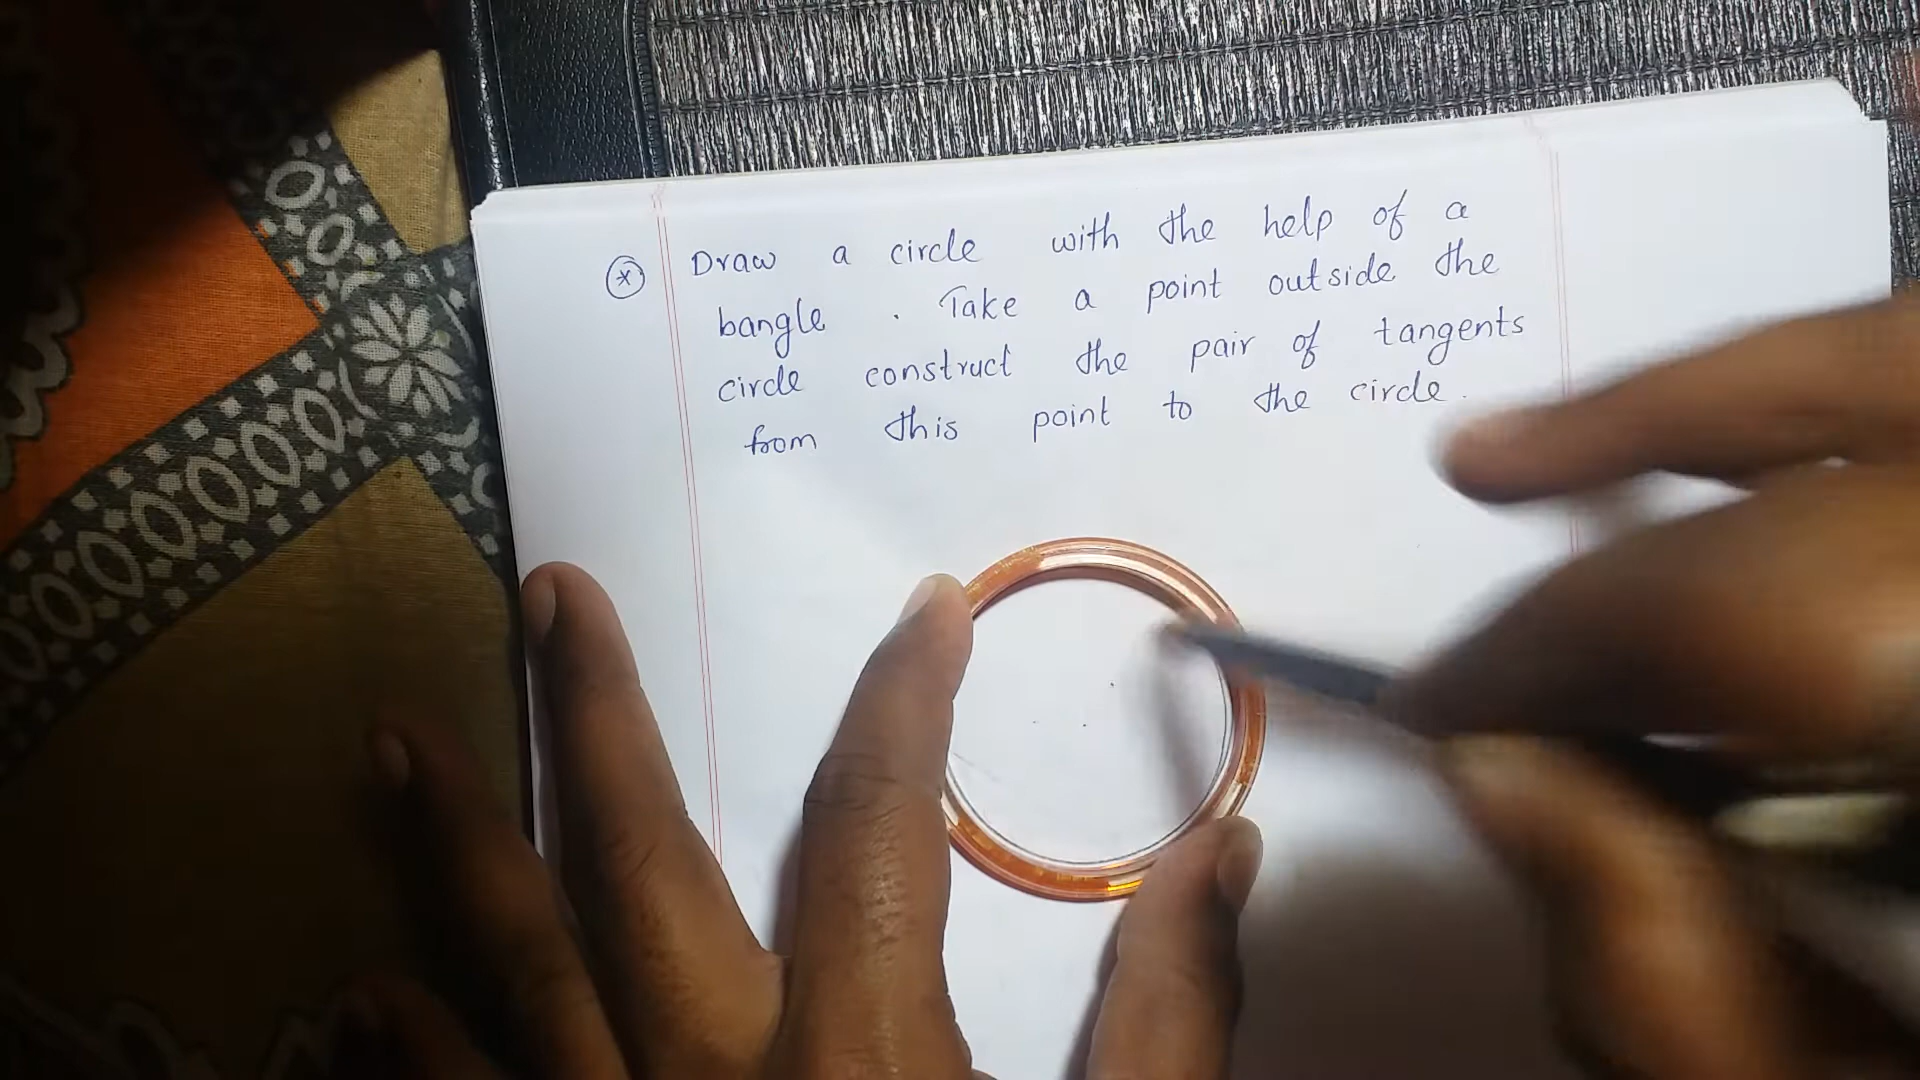 (x) Draw a circle with the help of a
bangle . Take a point outside the
circle construct the pair of tangents
from this point to the circle.